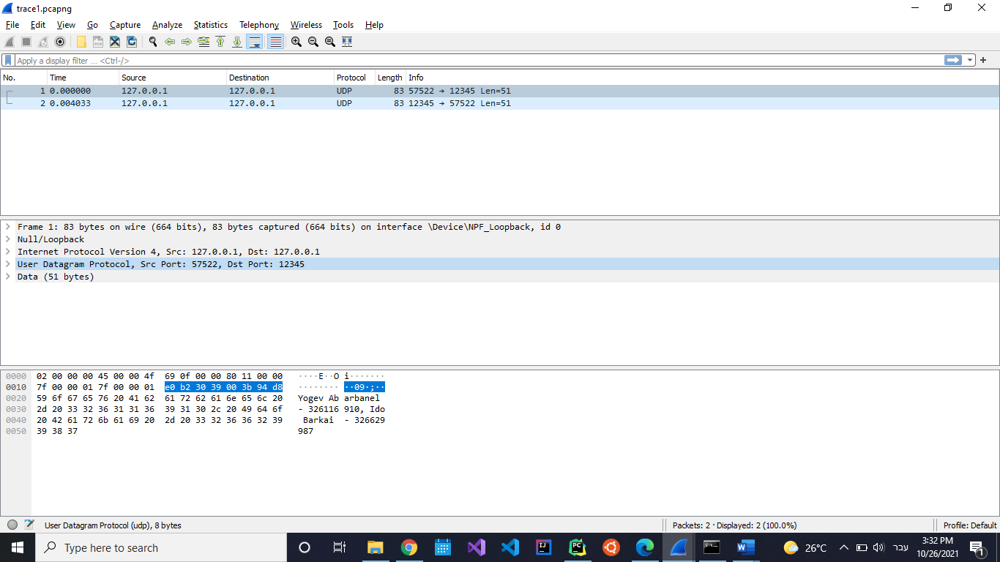 trace1.pcapng
File Edit View Go Capture Analyze Statistics Telephony Wireless Tools Help
Apply a display filter ... <Ctrl-/>
No. Time Source Destination Protocol Length Info
1 0.000000 127.0.0.1 127.0.0.1 UDP 83 57522 → 12345 Len=51
2 0.004033 127.0.0.1 127.0.0.1 UDP 83 12345 → 57522 Len=51
Frame 1: 83 bytes on wire (664 bits), 83 bytes captured (664 bits) on interface \Device\NPF_Loopback, id 0
Null/Loopback
Internet Protocol Version 4, Src: 127.0.0.1, Dst: 127.0.0.1
User Datagram Protocol, Src Port: 57522, Dst Port: 12345
Data (51 bytes)
0000 02 00 00 00 45 00 00 4f 69 0f 00 00 80 11 00 00 ····E··O i·······
0010 7f 00 00 01 7f 00 00 01 e0 b2 30 39 00 3b 94 d8 ········ ··09·;··
0020 59 6f 67 65 76 20 41 62 61 72 62 61 6e 65 6c 20 Yogev Ab arbanel
0030 2d 20 33 32 36 31 31 36 39 31 30 2c 20 49 64 6f - 326116 910, Ido
0040 20 42 61 72 6b 61 69 20 2d 20 33 32 36 36 32 39 Barkai - 326629
0050 39 38 37 987
User Datagram Protocol (udp), 8 bytes Packets: 2 · Displayed: 2 (100.0%) Profile: Default
Type here to search 26°C עבר 3:32 PM
10/26/2021 1